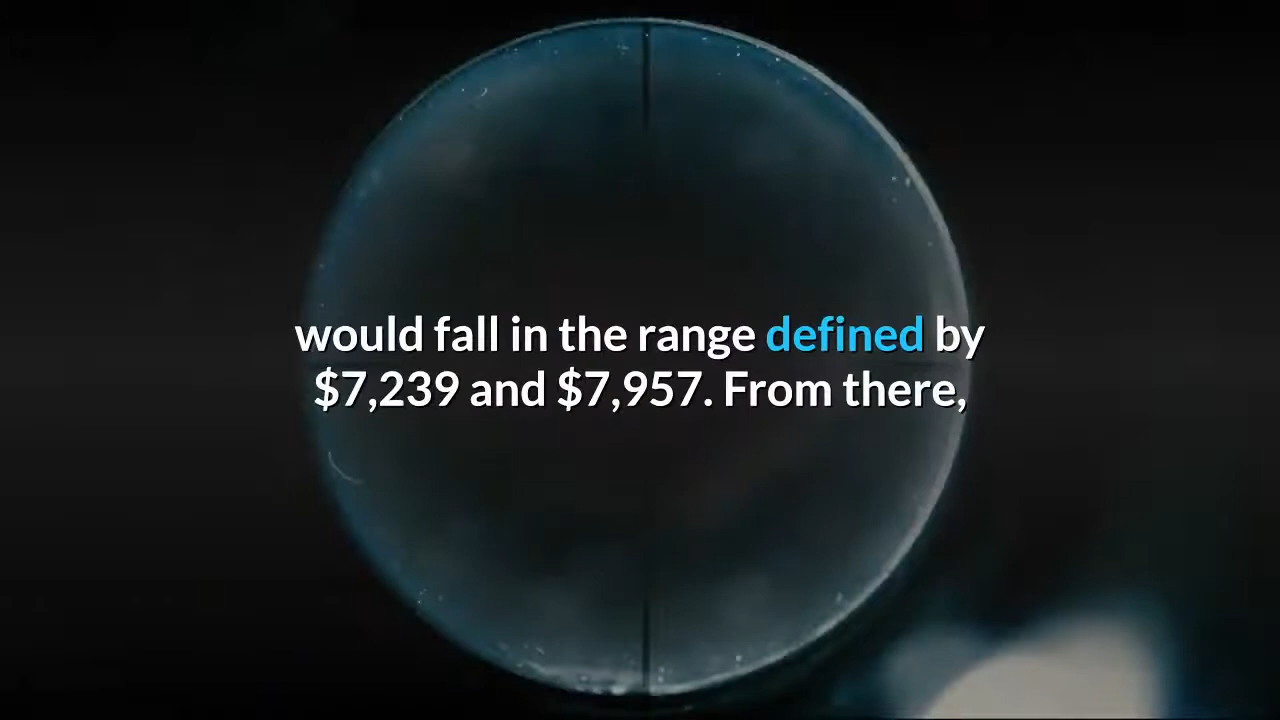 would fall in the range defined by
$7,239 and $7,957. From there,